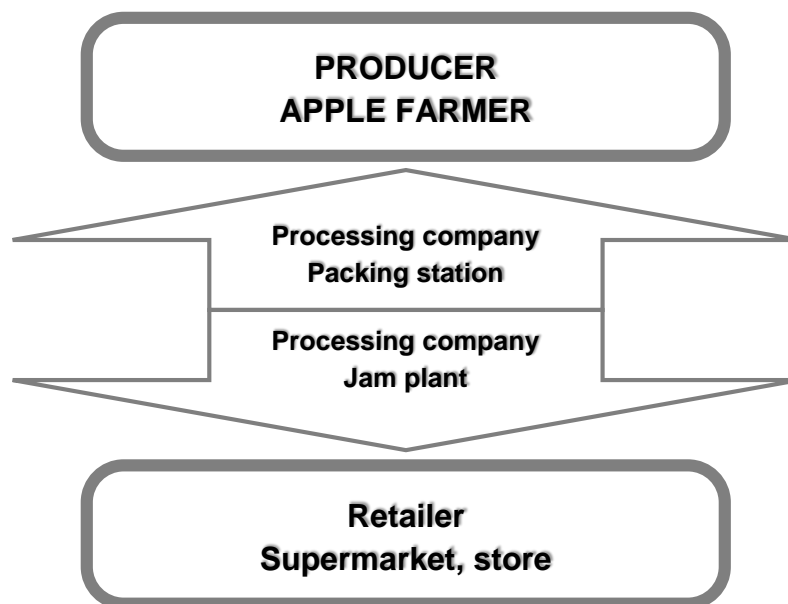 PRODUCER
APPLE FARMER
Processing company
Packing station
Processing company
Jam plant
Retailer
Supermarket, store